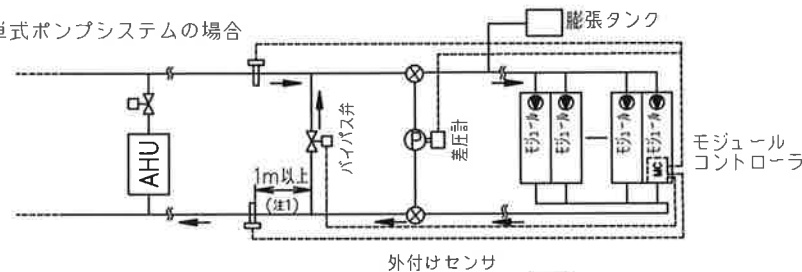 単式ポンプシステムの場合
膨張タンク
AHU
1m以上
(注1)
バイパス弁
差圧計
P
モジュール
モジュール
モジュール
モジュール
MC
モジュール
コントローラ
外付けセンサ